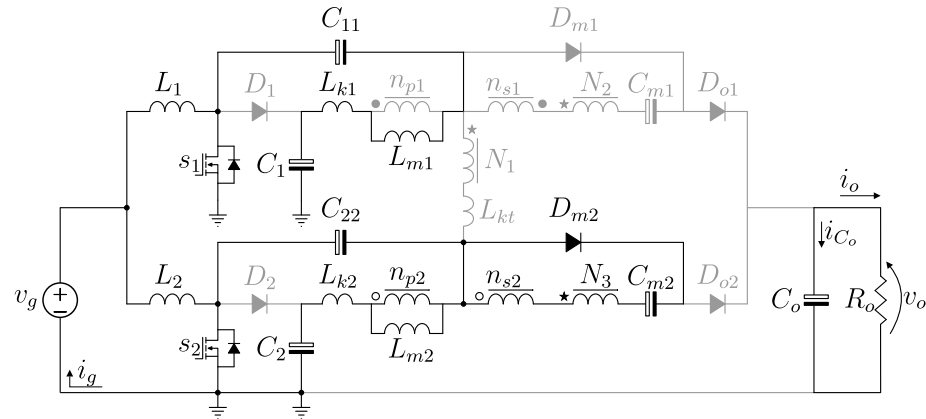 C11 Dm1
L1 D1 Lk1 np1 ns1 N2 Cm1 Do1
s1 C1 Lm1 N1
Lkt io
C22 Dm2 iCo
L2 D2 Lk2 np2 ns2 N3 Cm2 Do2
vg + − Co Ro vo
s2 C2 Lm2
ig